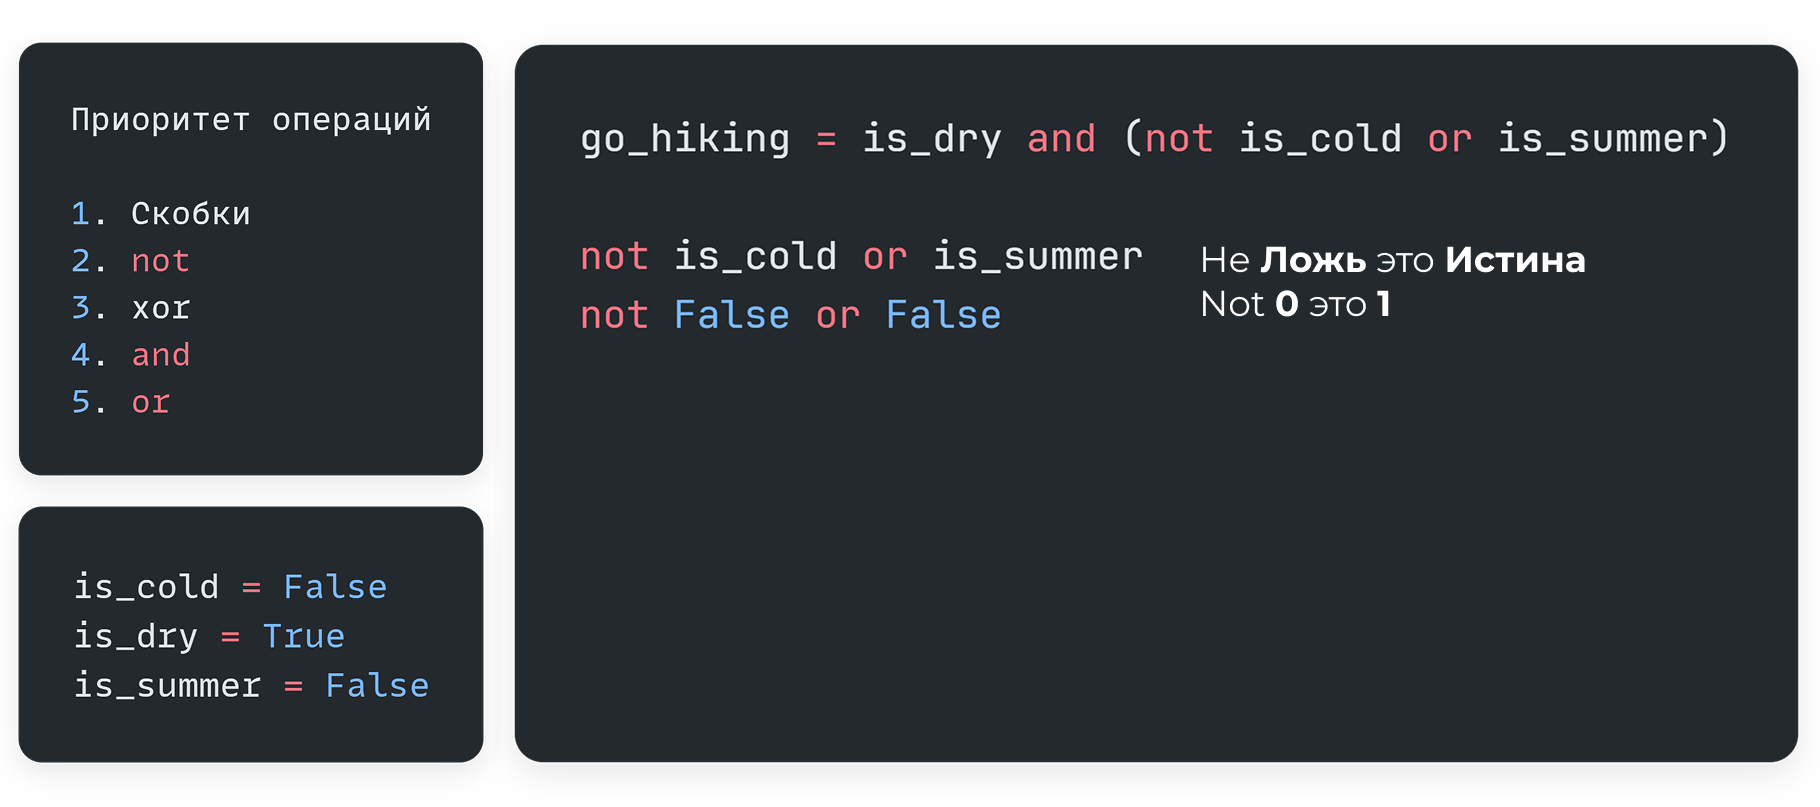 Приоритет операций
1. Скобки
2. not
3. xor
4. and
5. or
is_cold = False
is_dry = True
is_summer = False
go_hiking = is_dry and (not is_cold or is_summer)
not is_cold or is_summer
not False or False
Не Ложь это Истина
Not 0 это 1